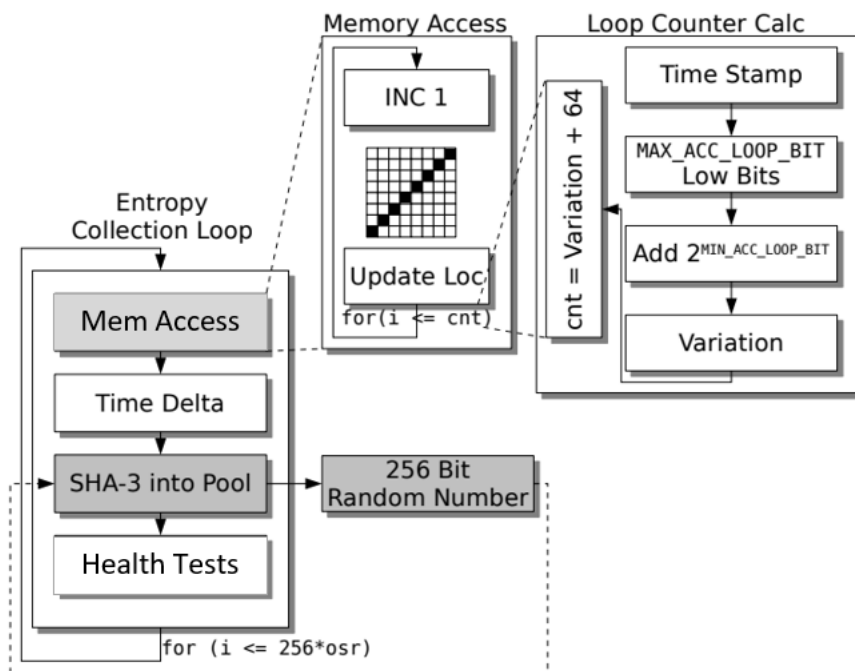 Memory Access
Loop Counter Calc
INC 1
Update Loc
for(i <= cnt)
cnt = Variation + 64
Time Stamp
MAX_ACC_LOOP_BIT
Low Bits
Add 2^MIN_ACC_LOOP_BIT
Variation
Entropy
Collection Loop
Mem Access
Time Delta
SHA-3 into Pool
Health Tests
for (i <= 256*osr)
256 Bit
Random Number